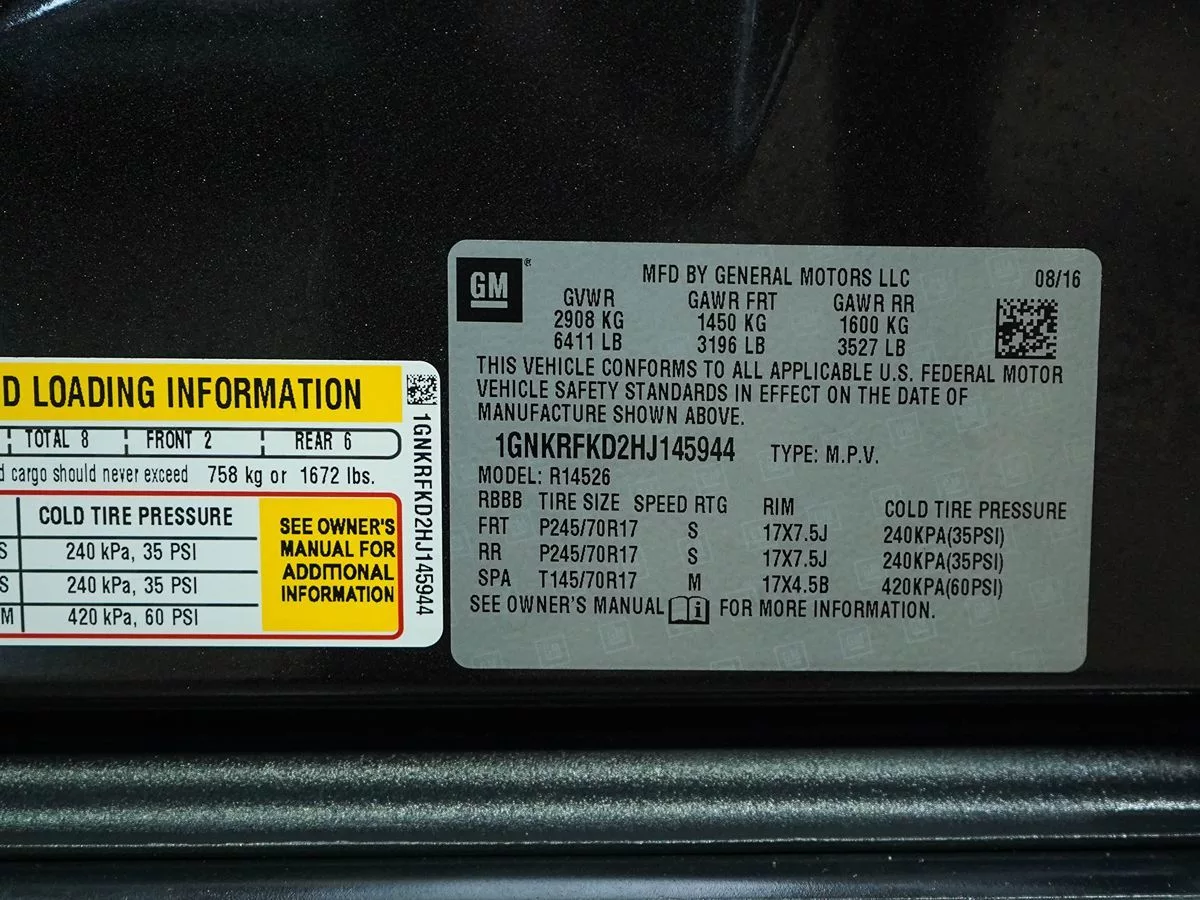 D LOADING INFORMATION
TOTAL 8 FRONT 2 REAR 6
d cargo should never exceed 758 kg or 1672 lbs.
COLD TIRE PRESSURE
S 240 kPa, 35 PSI
S 240 kPa, 35 PSI
M 420 kPa, 60 PSI
SEE OWNER'S
MANUAL FOR
ADDITIONAL
INFORMATION
1GNKRFKD2HJ145944
GM®
MFD BY GENERAL MOTORS LLC 08/16
GVWR GAWR FRT GAWR RR
2908 KG 1450 KG 1600 KG
6411 LB 3196 LB 3527 LB
THIS VEHICLE CONFORMS TO ALL APPLICABLE U.S. FEDERAL MOTOR
VEHICLE SAFETY STANDARDS IN EFFECT ON THE DATE OF
MANUFACTURE SHOWN ABOVE.
1GNKRFKD2HJ145944 TYPE: M.P.V.
MODEL: R14526
RBBB TIRE SIZE SPEED RTG RIM COLD TIRE PRESSURE
FRT P245/70R17 S 17X7.5J 240KPA(35PSI)
RR P245/70R17 S 17X7.5J 240KPA(35PSI)
SPA T145/70R17 M 17X4.5B 420KPA(60PSI)
SEE OWNER'S MANUAL i FOR MORE INFORMATION.